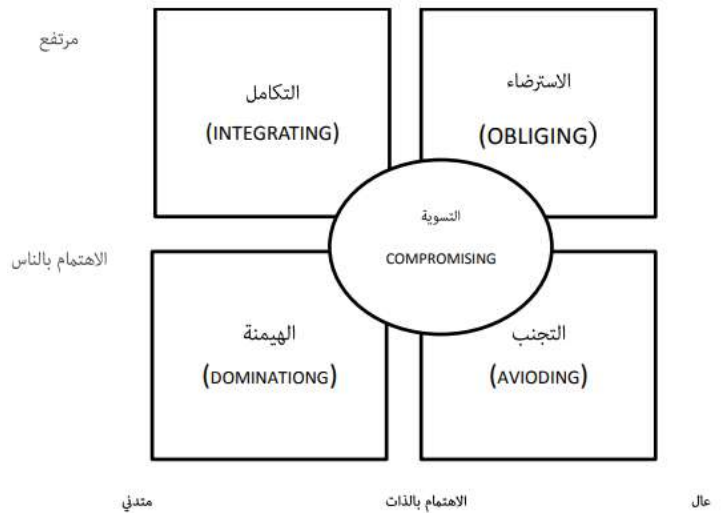 مرتفع
الاسترضاء
(OBLIGING)
التكامل
(INTEGRATING)
التسوية
COMPROMISING
الاهتمام بالناس
التجنب
(AVIODING)
الهيمنة
(DOMINATIONG)
عال
الاهتمام بالذات
متدني